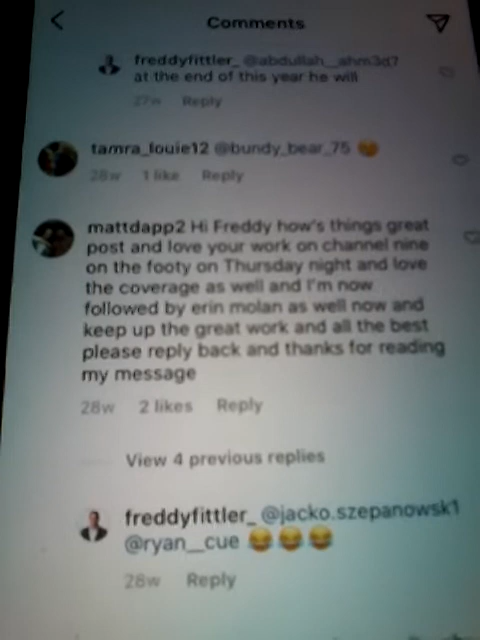 Comments
freddyfittler_ @abdullah__ahm3d7
at the end of this year he will
27w Reply
tamra_louie12 @bundy_bear_75 😘
28w 1 like Reply
mattdapp2 Hi Freddy how's things great
post and love your work on channel nine
on the footy on Thursday night and love
the coverage as well and I'm now
followed by erin molan as well now and
keep up the great work and all the best
please reply back and thanks for reading
my message
28w 2 likes Reply
View 4 previous replies
freddyfittler_ @jacko.szepanowsk1
@ryan__cue 😂😂😂
28w Reply